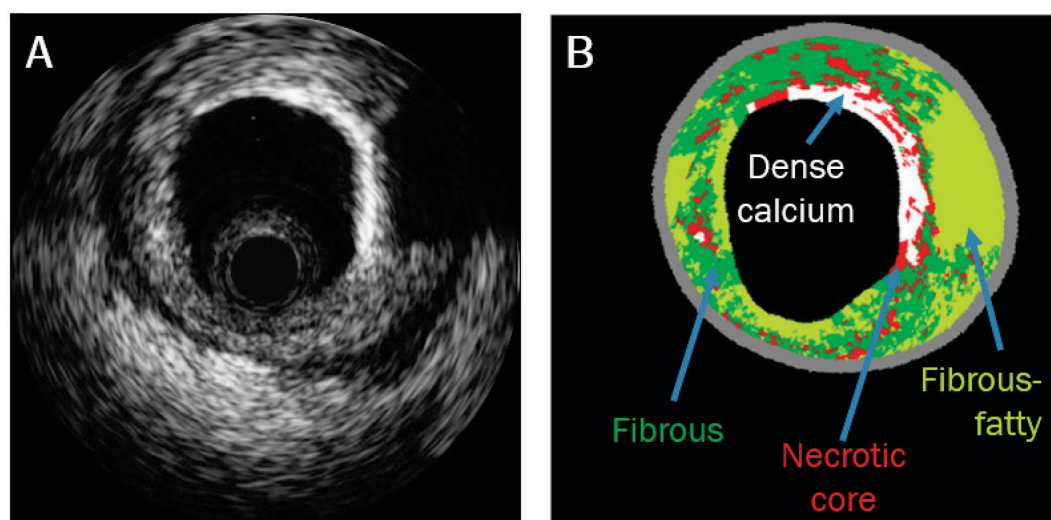 A
B
Dense
calcium
Fibrous
Necrotic
core
Fibrous-
fatty